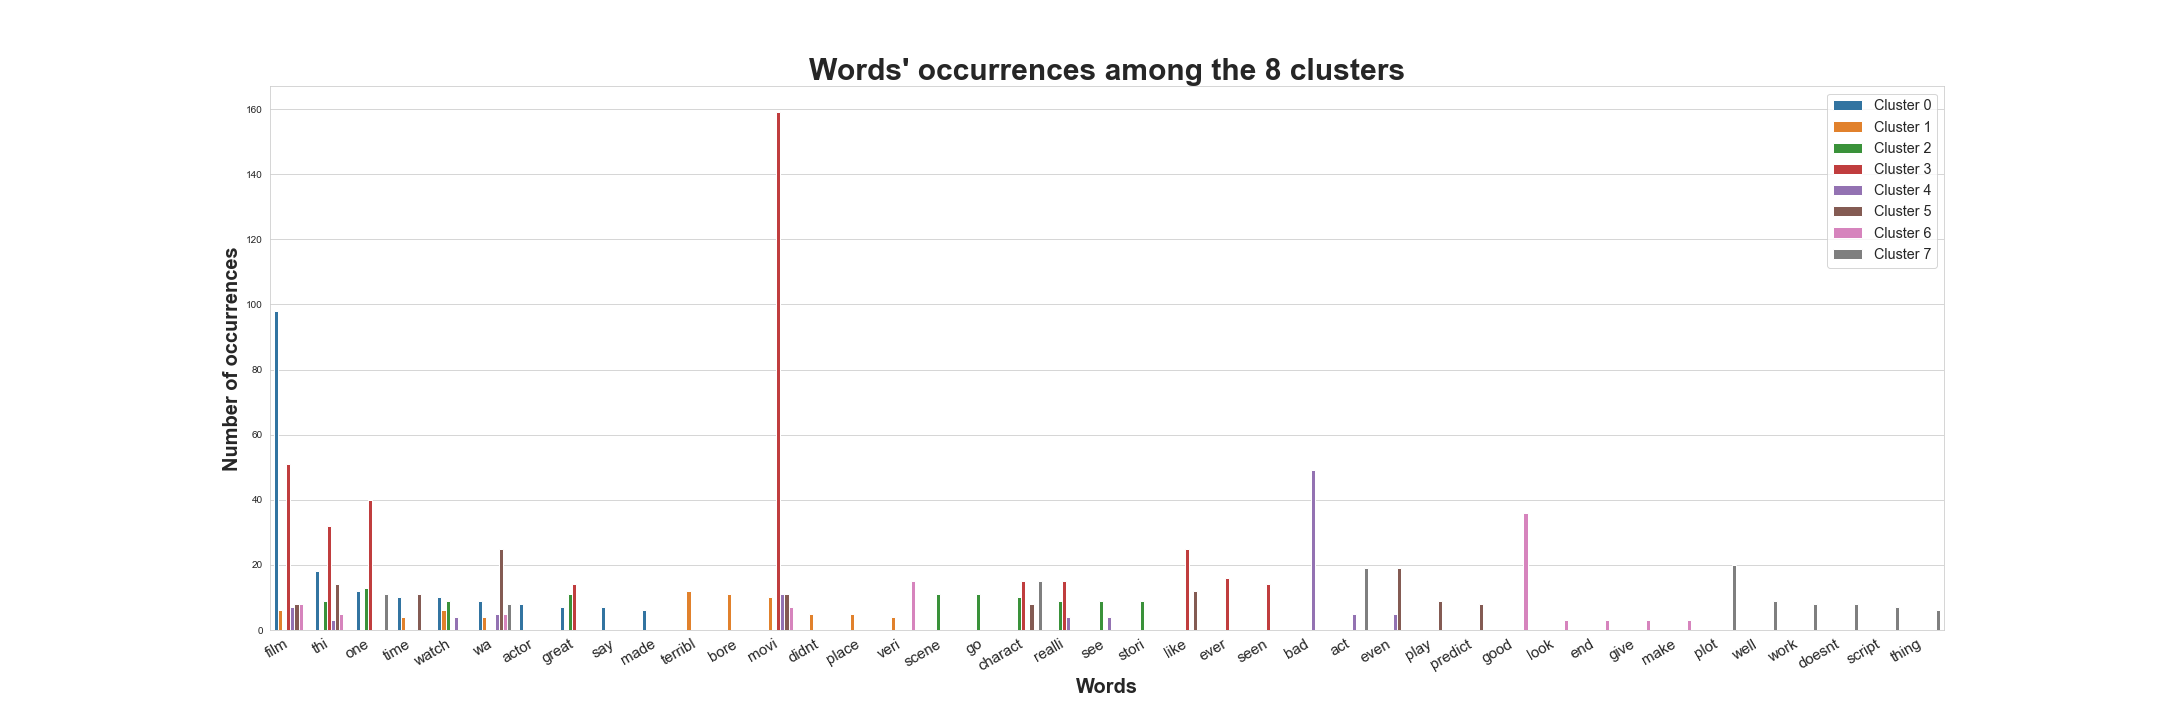 Words' occurrences among the 8 clusters
160
140
120
100
80
60
40
20
0
Number of occurrences
Cluster 0
Cluster 1
Cluster 2
Cluster 3
Cluster 4
Cluster 5
Cluster 6
Cluster 7
film thi one time watch wa actor great say made terribl bore movi didnt place veri scene go charact realli see stori like ever seen bad act even play predict good look end give make plot well work doesnt script thing
Words